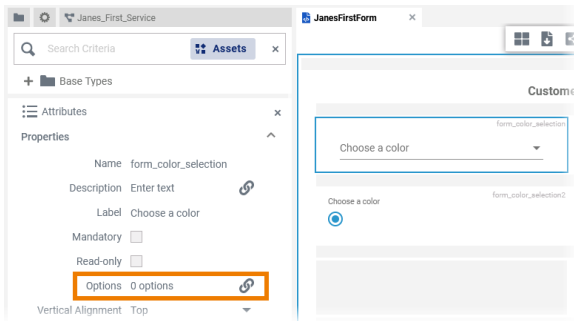 Janes_First_Service
Search Criteria
Assets
Base Types
Attributes
Properties
Name form_color_selection
Description Enter text
Label Choose a color
Mandatory
Read-only
Options 0 options
Vertical Alignment Top
JanesFirstForm
form_color_selection
Choose a color
form_color_selection2
Choose a color